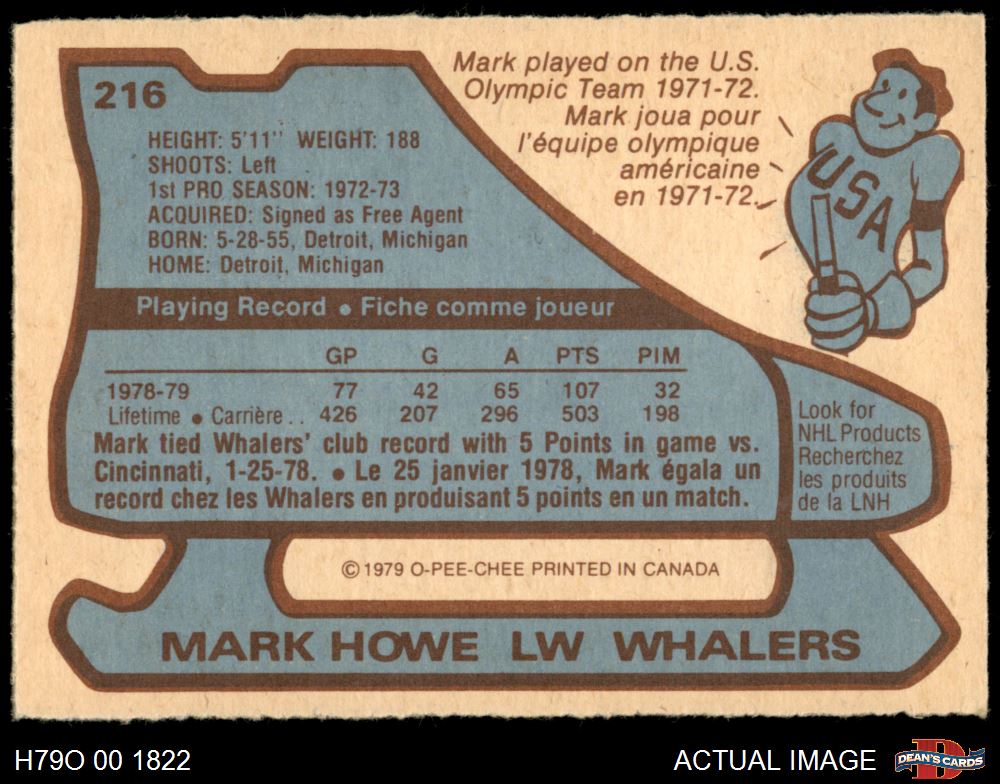 216
Mark played on the U.S.
Olympic Team 1971-72.
Mark joua pour
l'équipe olympique
américaine
en 1971-72.
USA
HEIGHT: 5'11" WEIGHT: 188
SHOOTS: Left
1st PRO SEASON: 1972-73
ACQUIRED: Signed as Free Agent
BORN: 5-28-55, Detroit, Michigan
HOME: Detroit, Michigan
Playing Record • Fiche comme joueur
GP G A PTS PIM
1978-79 77 42 65 107 32
Lifetime • Carrière . . 426 207 296 503 198
Mark tied Whalers' club record with 5 Points in game vs.
Cincinnati, 1-25-78. • Le 25 janvier 1978, Mark égala un
record chez les Whalers en produisant 5 points en un match.
Look for
NHL Products
Recherchez
les produits
de la LNH
© 1979 O-PEE-CHEE PRINTED IN CANADA
MARK HOWE LW WHALERS
H79O 00 1822
ACTUAL IMAGE
DEAN'S CARDS